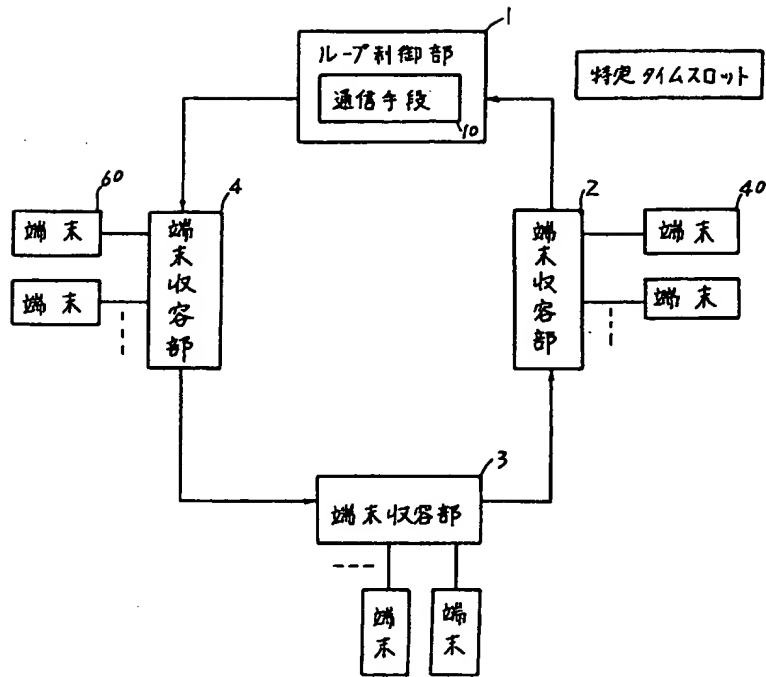 1
ループ制御部
通信手段
10
特定タイムスロット
60
4
2
40
端末
端末収容部
端末収容部
端末
端末
端末
3
端末収容部
端末
端末